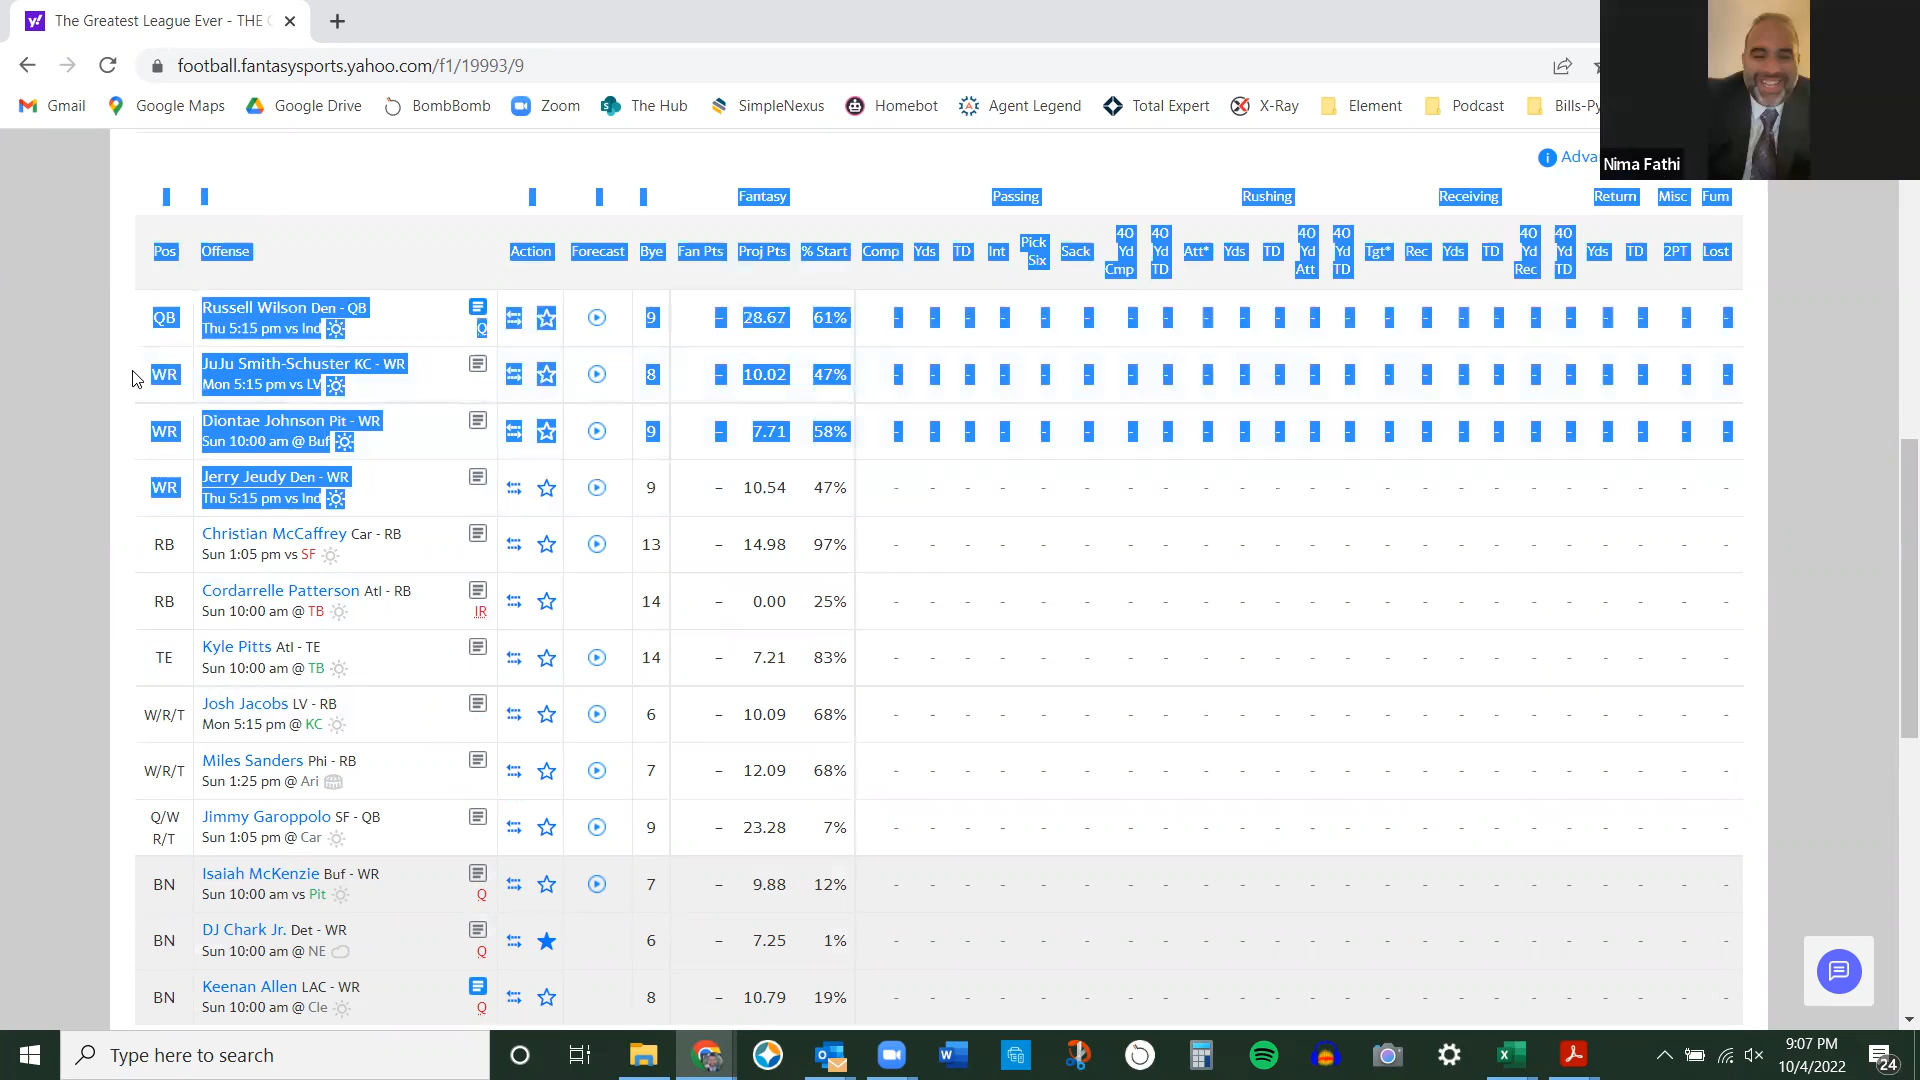 The Greatest League Ever - THE
football.fantasysports.yahoo.com/f1/19993/9
Gmail Google Maps Google Drive BombBomb Zoom The Hub SimpleNexus Homebot Agent Legend Total Expert X-Ray Element Podcast Bills-Py
Nima Fathi
Adva
Fantasy Passing Rushing Receiving Return Misc Fum
Pos Offense Action Forecast Bye Fan Pts Proj Pts % Start Comp Yds TD Int Pick Six Sack 40 Yd Cmp 40 Yd TD Att* Yds TD 40 Yd Att 40 Yd TD Tgt* Rec Yds TD 40 Yd Rec 40 Yd TD Yds TD 2PT Lost
QB Russell Wilson Den - QB 9 – 28.67 61% - - - - - - - - - - - - - - - - - - - - - - -
Thu 5:15 pm vs Ind Q
WR JuJu Smith-Schuster KC - WR 8 – 10.02 47% - - - - - - - - - - - - - - - - - - - - - - -
Mon 5:15 pm vs LV
WR Diontae Johnson Pit - WR 9 – 7.71 58% - - - - - - - - - - - - - - - - - - - - - - -
Sun 10:00 am @ Buf
WR Jerry Jeudy Den - WR 9 – 10.54 47% - - - - - - - - - - - - - - - - - - - - - - -
Thu 5:15 pm vs Ind
RB Christian McCaffrey Car - RB 13 – 14.98 97% - - - - - - - - - - - - - - - - - - - - - - -
Sun 1:05 pm vs SF
RB Cordarrelle Patterson Atl - RB 14 – 0.00 25% - - - - - - - - - - - - - - - - - - - - - - -
Sun 10:00 am @ TB IR
TE Kyle Pitts Atl - TE 14 – 7.21 83% - - - - - - - - - - - - - - - - - - - - - - -
Sun 10:00 am @ TB
W/R/T Josh Jacobs LV - RB 6 – 10.09 68% - - - - - - - - - - - - - - - - - - - - - - -
Mon 5:15 pm @ KC
W/R/T Miles Sanders Phi - RB 7 – 12.09 68% - - - - - - - - - - - - - - - - - - - - - - -
Sun 1:25 pm @ Ari
Q/W R/T Jimmy Garoppolo SF - QB 9 – 23.28 7% - - - - - - - - - - - - - - - - - - - - - - -
Sun 1:05 pm @ Car
BN Isaiah McKenzie Buf - WR 7 – 9.88 12% - - - - - - - - - - - - - - - - - - - - - - -
Sun 10:00 am vs Pit Q
BN DJ Chark Jr. Det - WR 6 – 7.25 1% - - - - - - - - - - - - - - - - - - - - - - -
Sun 10:00 am @ NE Q
BN Keenan Allen LAC - WR 8 – 10.79 19% - - - - - - - - - - - - - - - - - - - - - - -
Sun 10:00 am @ Cle Q
Type here to search
9:07 PM
10/4/2022
24